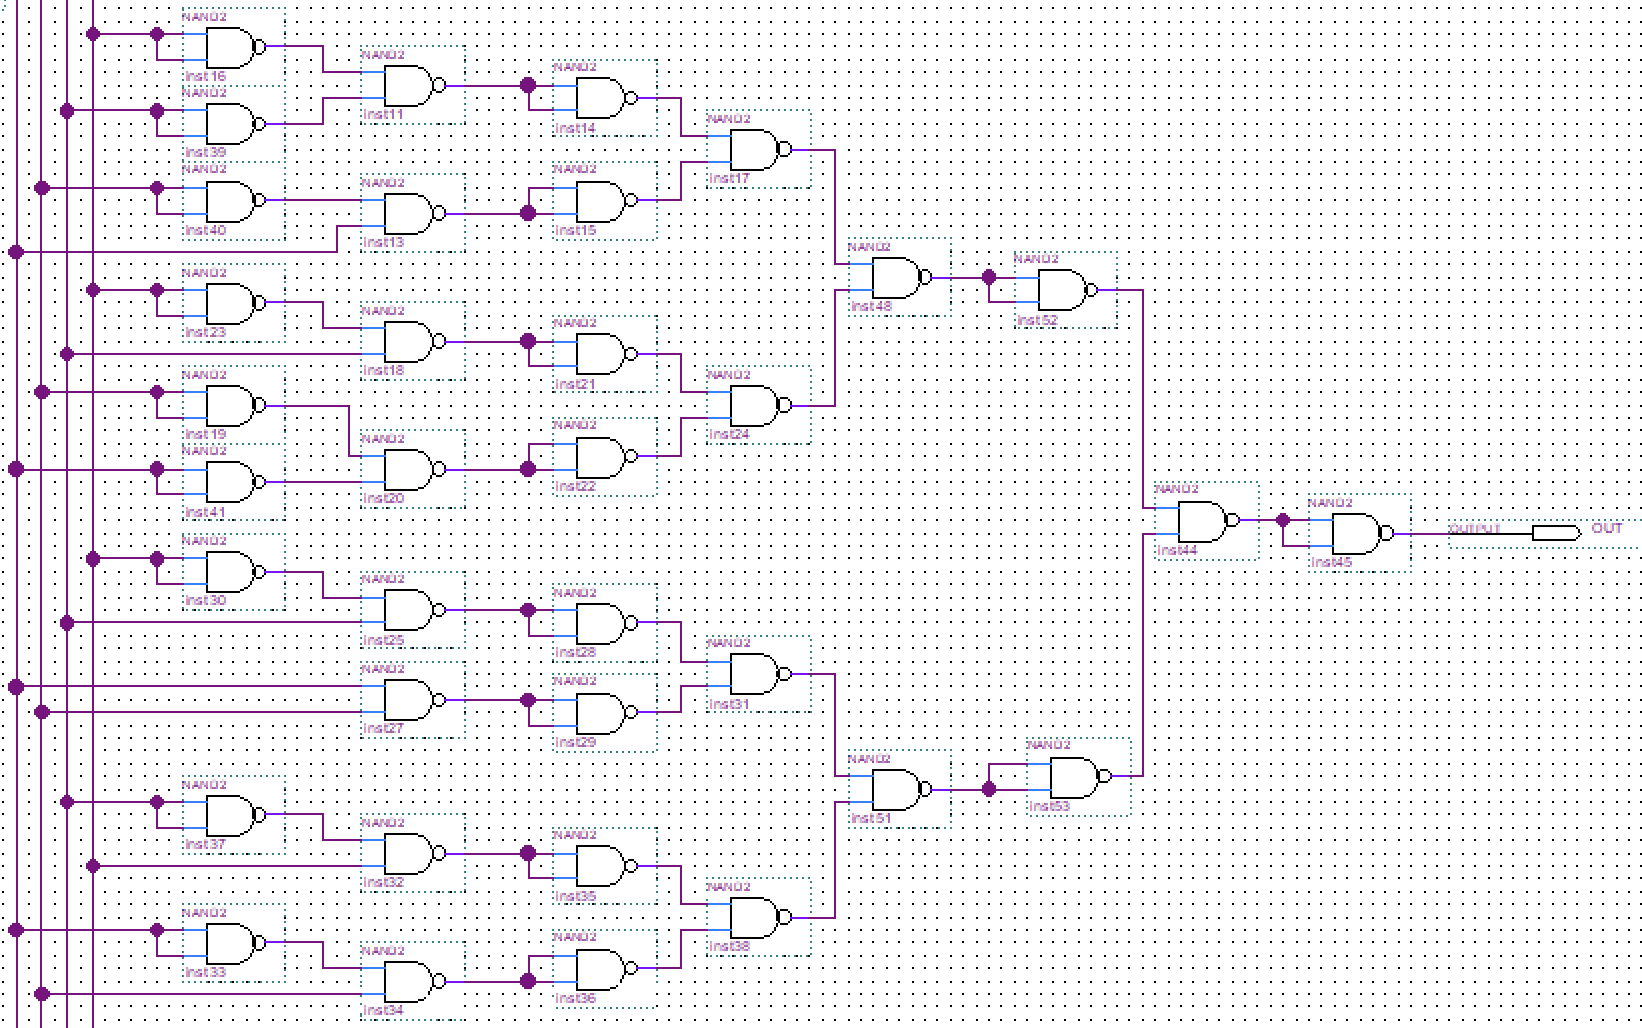 NAND2
inst16
NAND2
inst39
NAND2
inst40
NAND2
inst11
NAND2
inst13
NAND2
inst14
NAND2
inst15
NAND2
inst17
NAND2
inst23
NAND2
inst18
NAND2
inst19
NAND2
inst41
NAND2
inst20
NAND2
inst21
NAND2
inst22
NAND2
inst24
NAND2
inst48
NAND2
inst52
NAND2
inst30
NAND2
inst25
NAND2
inst27
NAND2
inst28
NAND2
inst29
NAND2
inst31
NAND2
inst37
NAND2
inst32
NAND2
inst33
NAND2
inst34
NAND2
inst35
NAND2
inst36
NAND2
inst38
NAND2
inst51
NAND2
inst53
NAND2
inst44
NAND2
inst45
OUTPUT
OUT